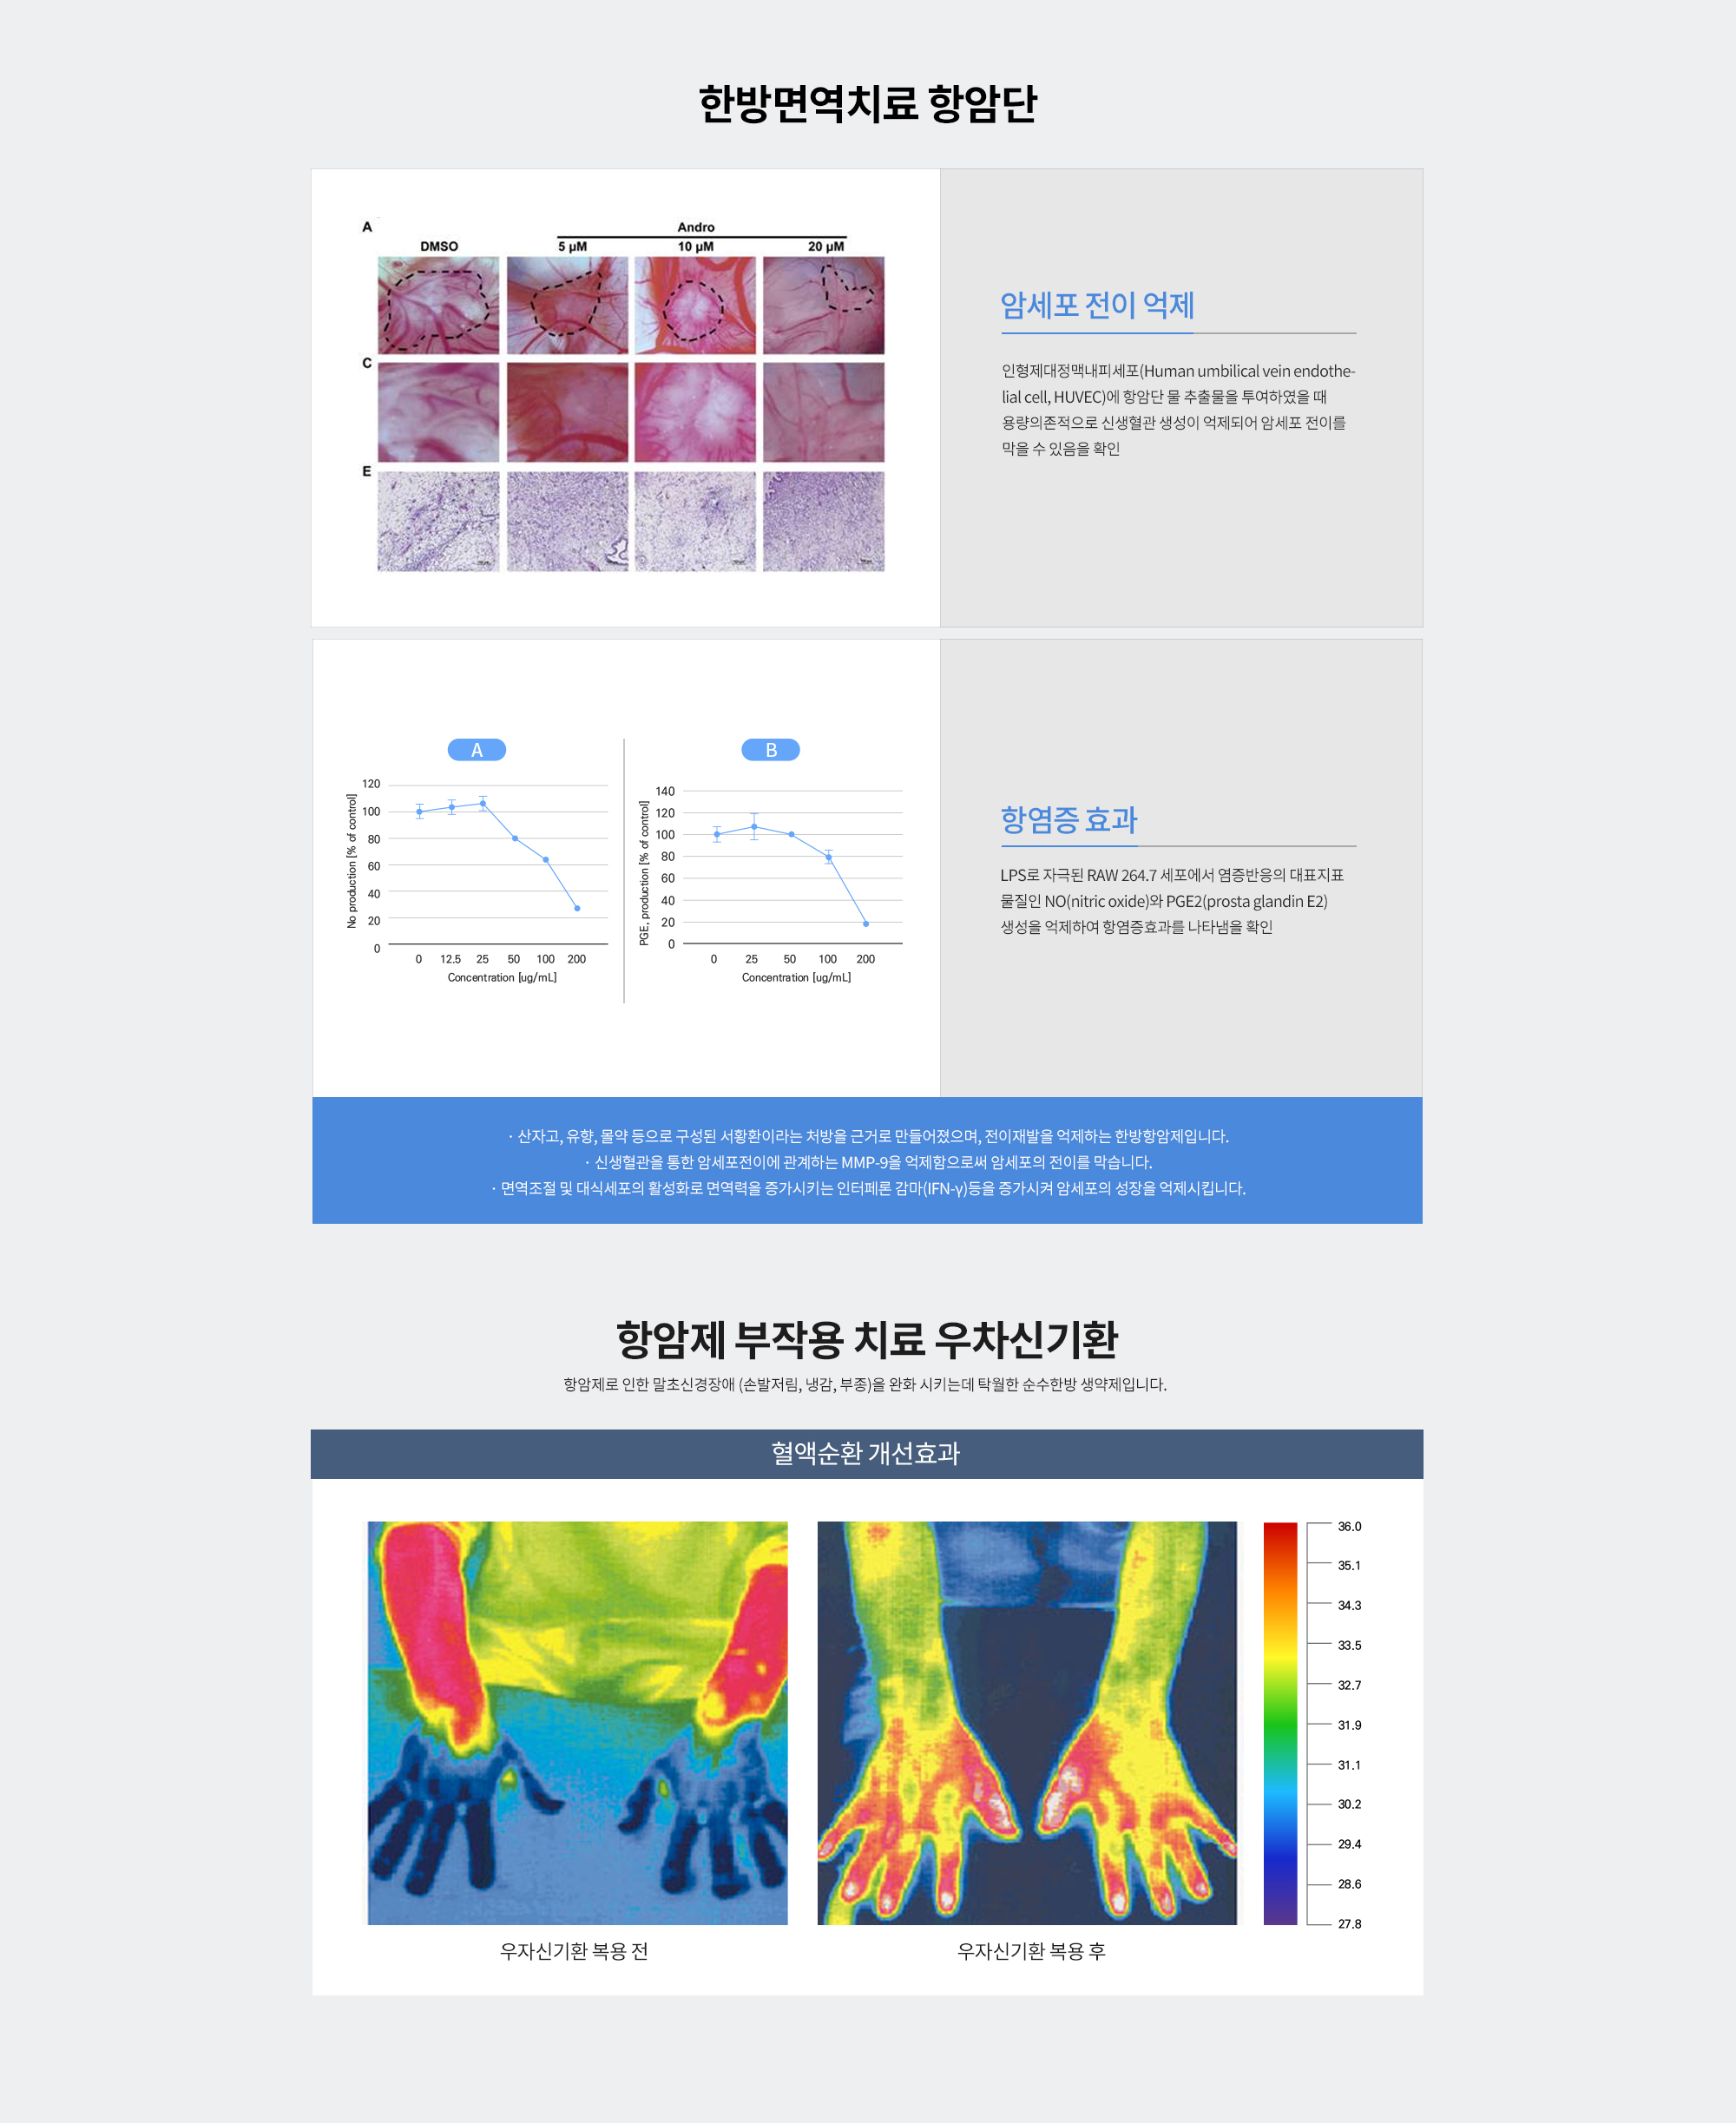 한방면역치료 항암단
A
Andro
DMSO
5 μM
10 μM
20 μM
C
E
암세포 전이 억제
인형제대정맥내피세포(Human umbilical vein endothe-
lial cell, HUVEC)에 항암단 물 추출물을 투여하였을 때
용량의존적으로 신생혈관 생성이 억제되어 암세포 전이를
막을 수 있음을 확인
A
No production [% of control]
120
100
80
60
40
20
0
0 12.5 25 50 100 200
Concentration [ug/mL]
B
PGE, production [% of control]
140
120
100
80
60
40
20
0
0 25 50 100 200
Concentration [ug/mL]
항염증 효과
LPS로 자극된 RAW 264.7 세포에서 염증반응의 대표지표
물질인 NO(nitric oxide)와 PGE2(prosta glandin E2)
생성을 억제하여 항염증효과를 나타냄을 확인
· 산자고, 유향, 몰약 등으로 구성된 서황환이라는 처방을 근거로 만들어졌으며, 전이재발을 억제하는 한방항암제입니다.
· 신생혈관을 통한 암세포전이에 관계하는 MMP-9을 억제함으로써 암세포의 전이를 막습니다.
· 면역조절 및 대식세포의 활성화로 면역력을 증가시키는 인터페론 감마(IFN-γ)등을 증가시켜 암세포의 성장을 억제시킵니다.
항암제 부작용 치료 우차신기환
항암제로 인한 말초신경장애 (손발저림, 냉감, 부종)을 완화 시키는데 탁월한 순수한방 생약제입니다.
혈액순환 개선효과
36.0
35.1
34.3
33.5
32.7
31.9
31.1
30.2
29.4
28.6
27.8
우자신기환 복용 전
우자신기환 복용 후